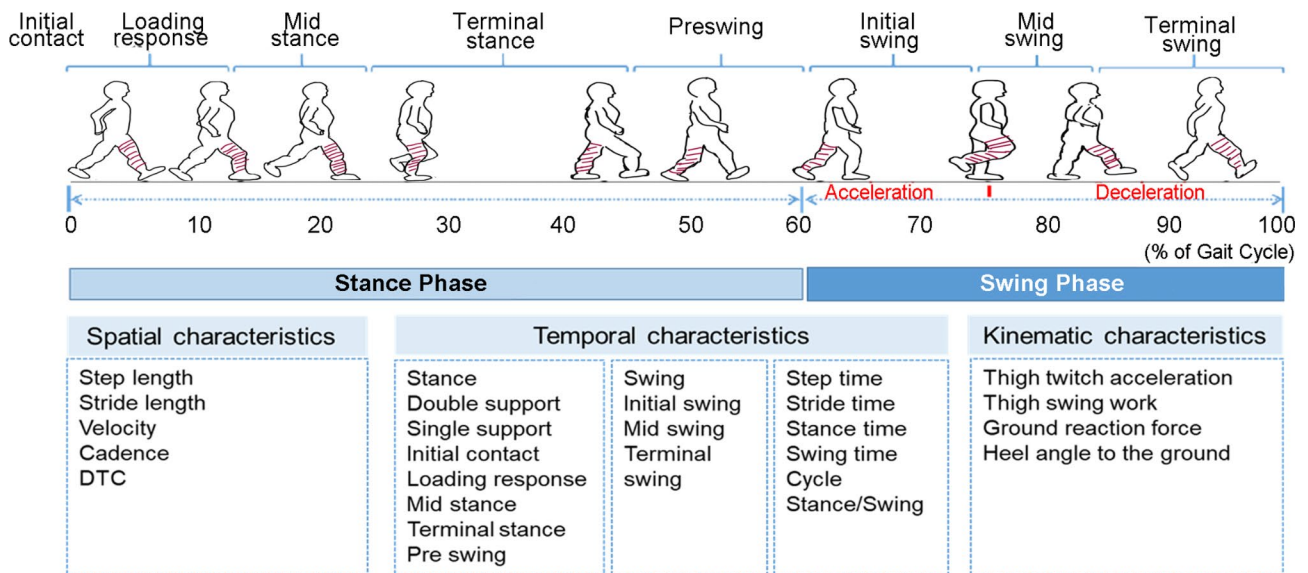 Initial
contact
Loading
response
Mid
stance
Terminal
stance
Preswing
Initial
swing
Mid
swing
Terminal
swing
Acceleration
Deceleration
0 10 20 30 40 50 60 70 80 90 100
(% of Gait Cycle)
Stance Phase
Swing Phase
Spatial characteristics
Step length
Stride length
Velocity
Cadence
DTC
Temporal characteristics
Stance
Double support
Single support
Initial contact
Loading response
Mid stance
Terminal stance
Pre swing
Swing
Initial swing
Mid swing
Terminal
swing
Step time
Stride time
Stance time
Swing time
Cycle
Stance/Swing
Kinematic characteristics
Thigh twitch acceleration
Thigh swing work
Ground reaction force
Heel angle to the ground